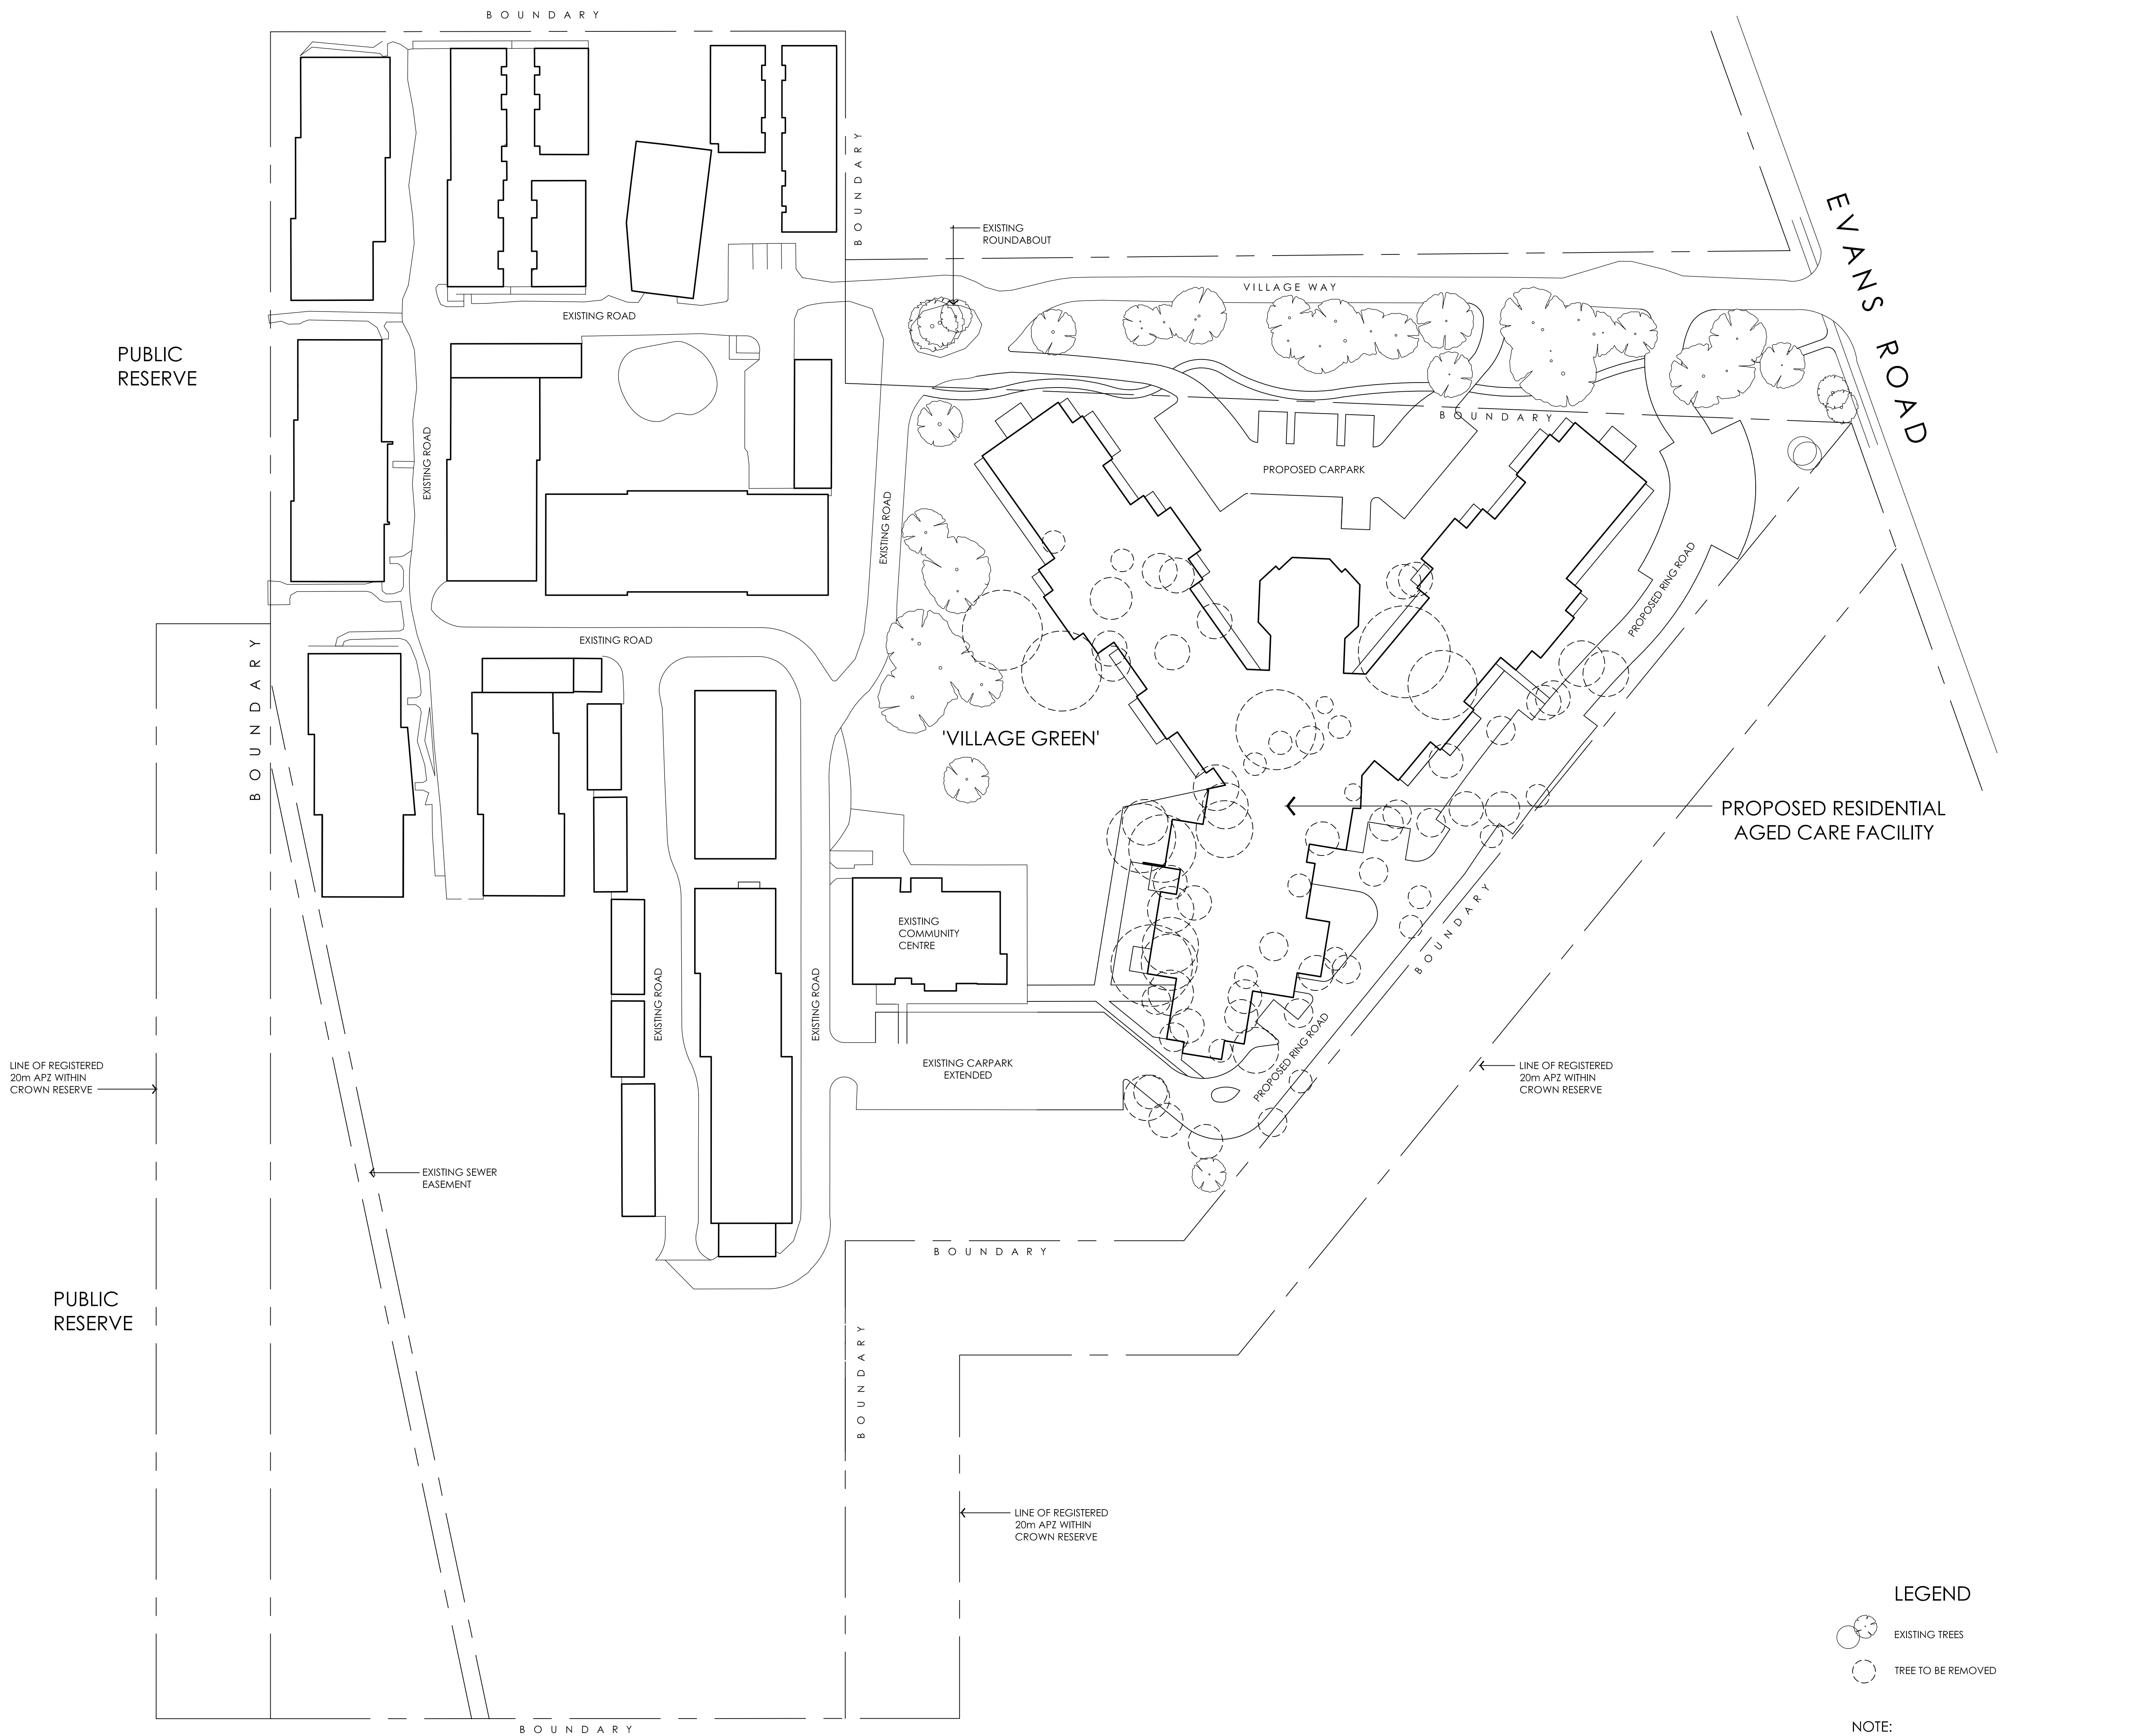 BOUNDARY
BOUNDARY
EVANS ROAD
EXISTING
ROUNDABOUT
VILLAGE WAY
EXISTING ROAD
PUBLIC
RESERVE
BOUNDARY
EXISTING ROAD
PROPOSED CARPARK
EXISTING ROAD
PROPOSED RING ROAD
EXISTING ROAD
BOUNDARY
'VILLAGE GREEN'
PROPOSED RESIDENTIAL
AGED CARE FACILITY
EXISTING
COMMUNITY
CENTRE
BOUNDARY
EXISTING ROAD
EXISTING ROAD
PROPOSED RING ROAD
LINE OF REGISTERED
20m APZ WITHIN
CROWN RESERVE
EXISTING CARPARK
EXTENDED
LINE OF REGISTERED
20m APZ WITHIN
CROWN RESERVE
EXISTING SEWER
EASEMENT
BOUNDARY
PUBLIC
RESERVE
BOUNDARY
LINE OF REGISTERED
20m APZ WITHIN
CROWN RESERVE
LEGEND
EXISTING TREES
TREE TO BE REMOVED
NOTE:
BOUNDARY